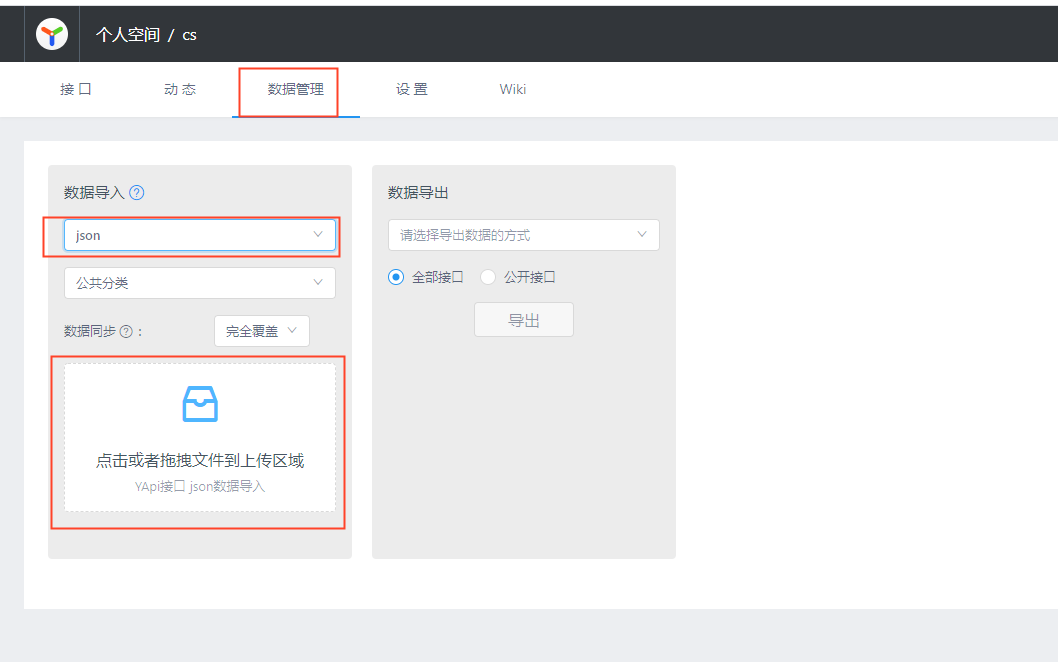 个人空间 / cs
接口 动态 数据管理 设置 Wiki
数据导入 ?
json
公共分类
数据同步 ? : 完全覆盖
点击或者拖拽文件到上传区域
YApi接口 json数据导入
数据导出
请选择导出数据的方式
全部接口 公开接口
导出